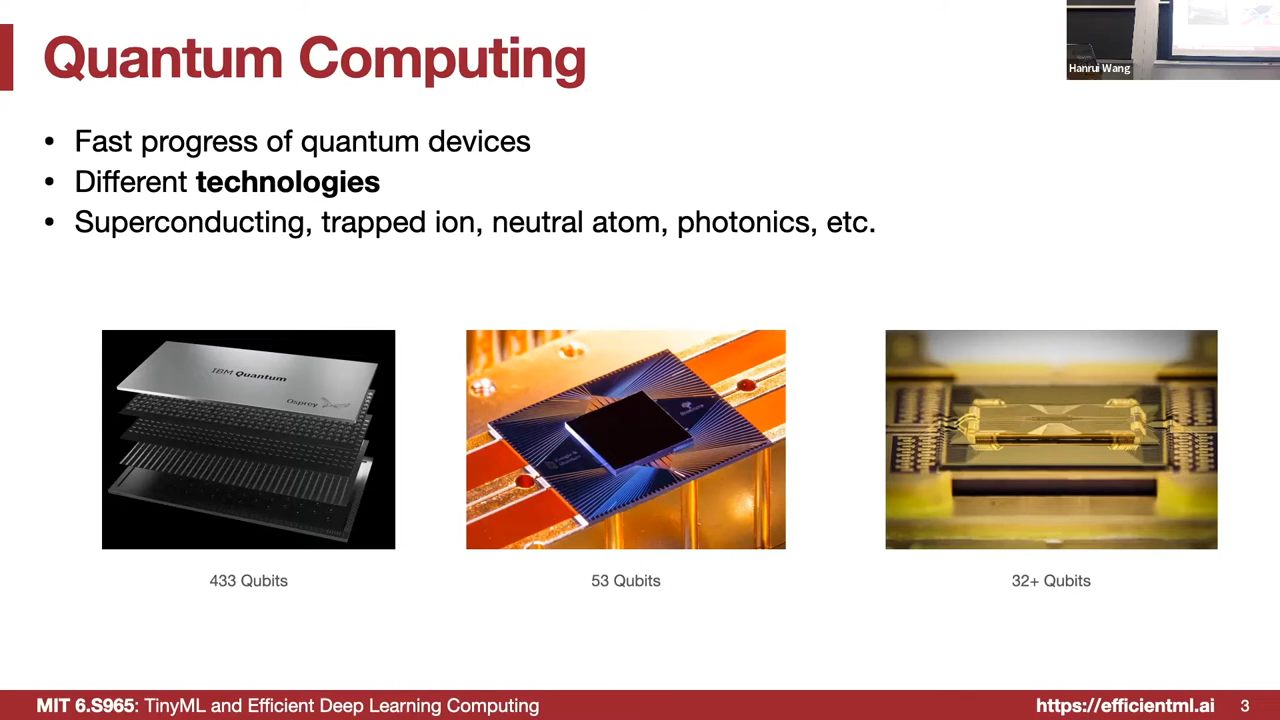 Quantum Computing
Hanrui Wang
• Fast progress of quantum devices
• Different technologies
• Superconducting, trapped ion, neutral atom, photonics, etc.
IBM Quantum
Osprey
433 Qubits
53 Qubits
32+ Qubits
MIT 6.S965: TinyML and Efficient Deep Learning Computing
https://efficientml.ai
3